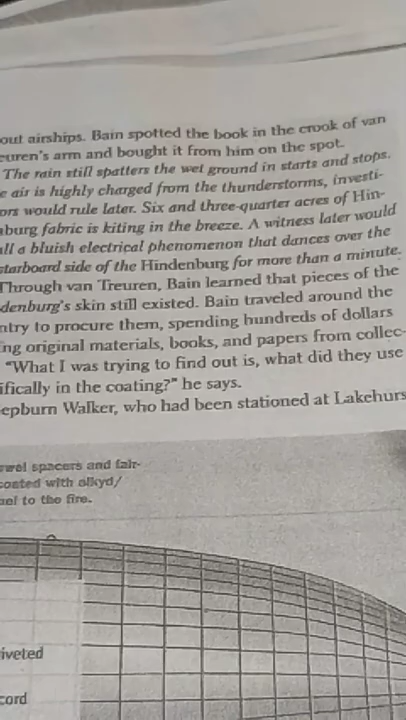 out airships. Bain spotted the book in the crook of van
euren's arm and bought it from him on the spot.
The rain still spatters the wet ground in starts and stops.
e air is highly charged from the thunderstorms, investi-
ors would rule later. Six and three-quarter acres of Hin-
burg fabric is kiting in the breeze. A witness later would
all a bluish electrical phenomenon that dances over the
starboard side of the Hindenburg for more than a minute.
Through van Treuren, Bain learned that pieces of the
denburg's skin still existed. Bain traveled around the
ntry to procure them, spending hundreds of dollars
ng original materials, books, and papers from collec-
"What I was trying to find out is, what did they use
ifically in the coating?" he says.
epburn Walker, who had been stationed at Lakehurs
wel spacers and fair-
coated with alkyd/
uel to the fire.
iveted
cord